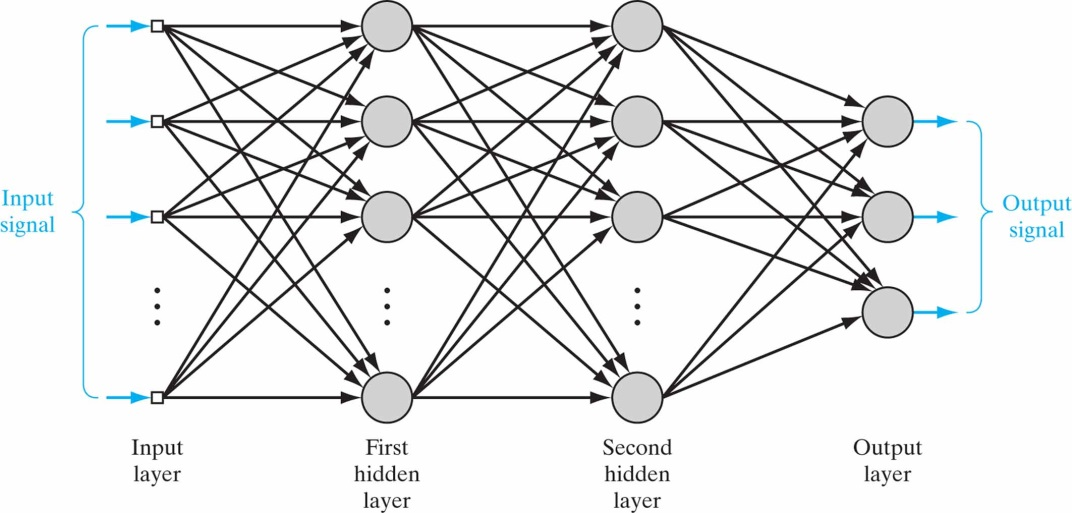 Input
signal
Output
signal
Input
layer
First
hidden
layer
Second
hidden
layer
Output
layer